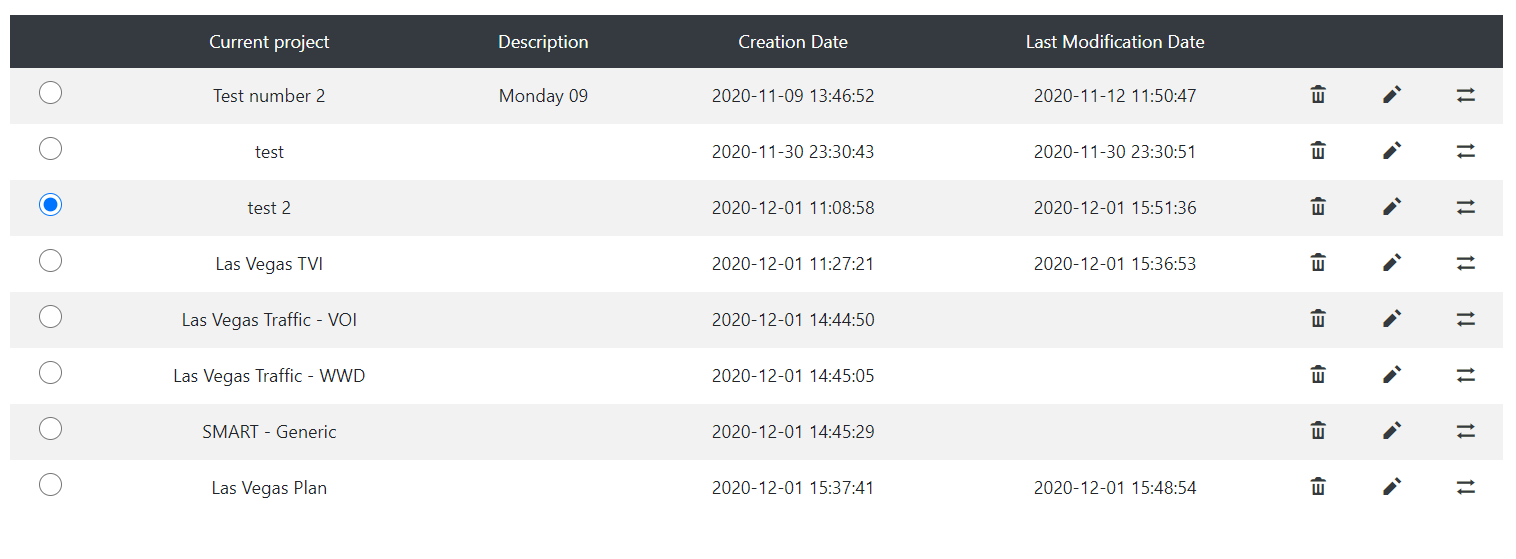 Current project Description Creation Date Last Modification Date
Test number 2 Monday 09 2020-11-09 13:46:52 2020-11-12 11:50:47
test 2020-11-30 23:30:43 2020-11-30 23:30:51
test 2 2020-12-01 11:08:58 2020-12-01 15:51:36
Las Vegas TVI 2020-12-01 11:27:21 2020-12-01 15:36:53
Las Vegas Traffic - VOI 2020-12-01 14:44:50
Las Vegas Traffic - WWD 2020-12-01 14:45:05
SMART - Generic 2020-12-01 14:45:29
Las Vegas Plan 2020-12-01 15:37:41 2020-12-01 15:48:54